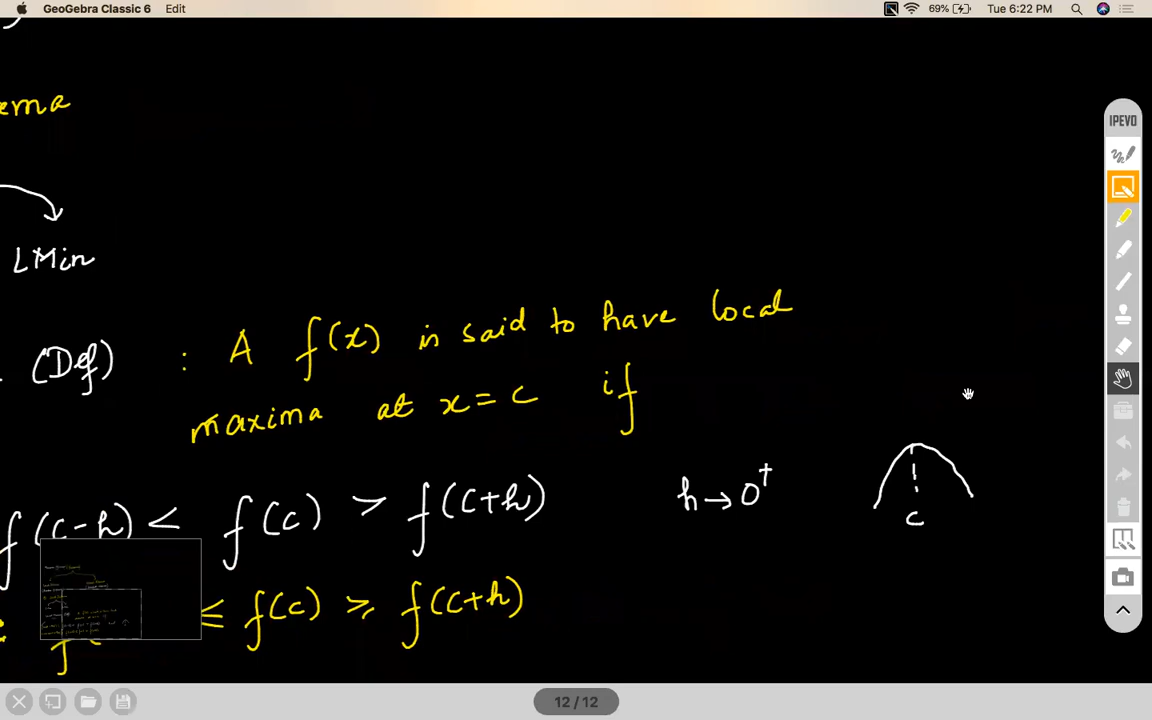 GeoGebra Classic 6 Edit 69% Tue 6:22 PM
ema
IPEVO
LMin
(Def) : A f(x) is said to have local
maxima at x = c if
f(c-h) < f(c) > f(c+h) h → 0⁺
c
≤ f(c) ≥ f(c+h)
12 / 12